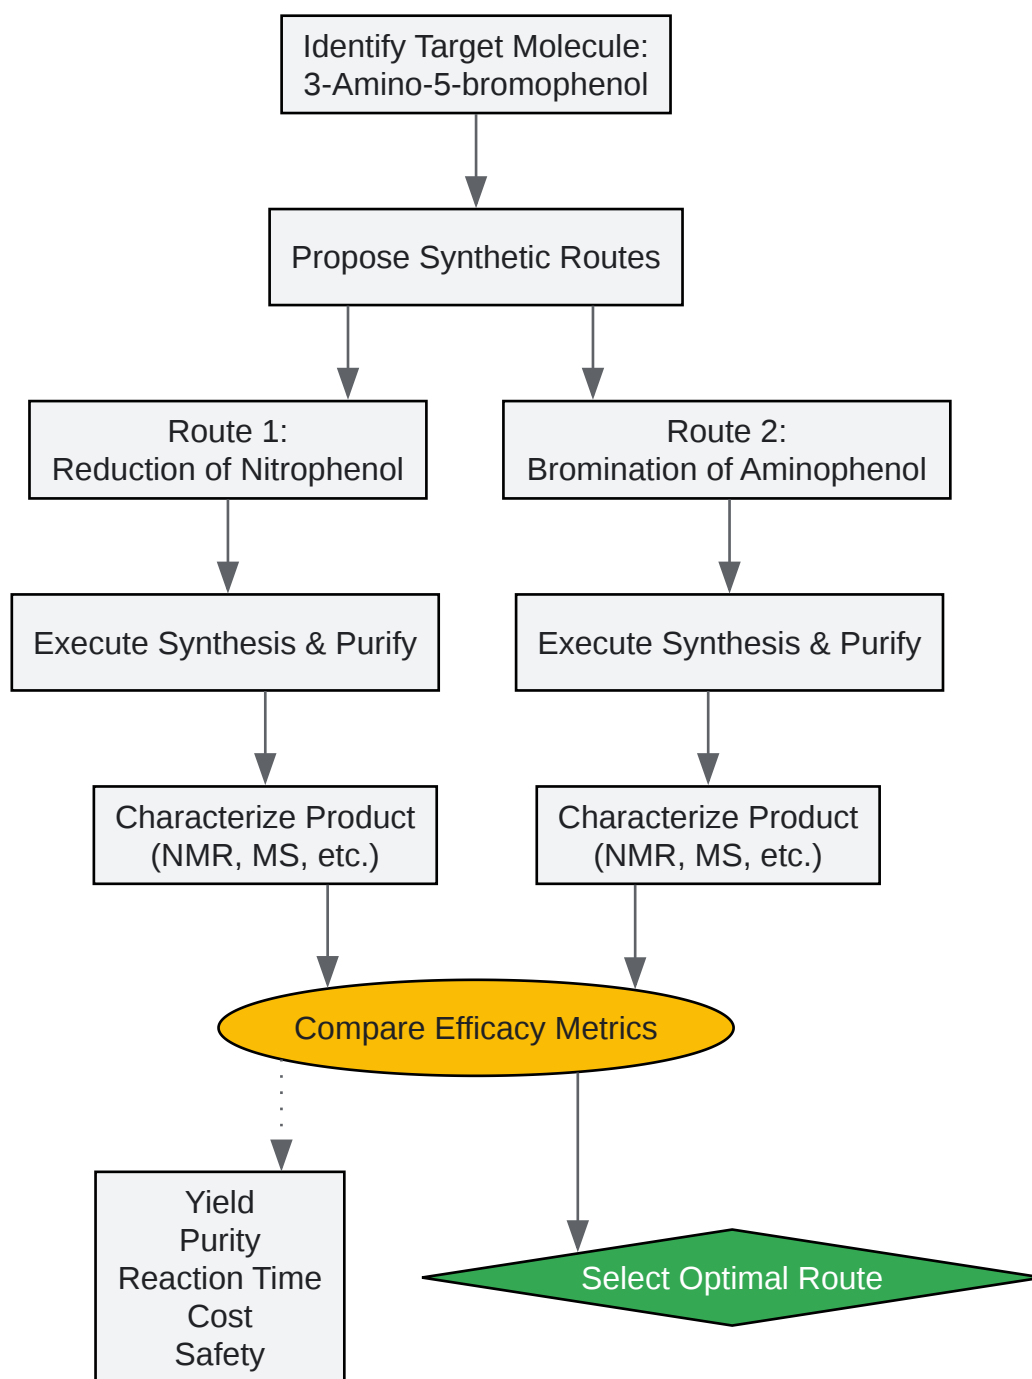 Identify Target Molecule:
3-Amino-5-bromophenol
Propose Synthetic Routes
Route 1:
Reduction of Nitrophenol
Route 2:
Bromination of Aminophenol
Execute Synthesis & Purify
Execute Synthesis & Purify
Characterize Product
(NMR, MS, etc.)
Characterize Product
(NMR, MS, etc.)
Compare Efficacy Metrics
Yield
Purity
Reaction Time
Cost
Safety
Select Optimal Route